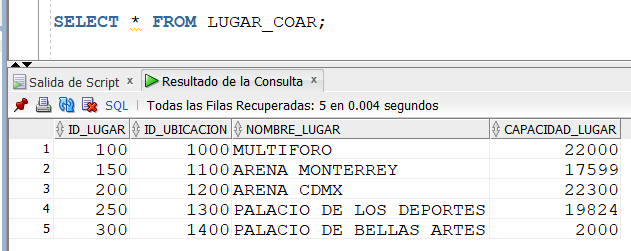 SELECT * FROM LUGAR_COAR;
Salida de Script x Resultado de la Consulta x
SQL | Todas las Filas Recuperadas: 5 en 0.004 segundos
ID_LUGAR ID_UBICACION NOMBRE_LUGAR CAPACIDAD_LUGAR
1 100 1000 MULTIFORO 22000
2 150 1100 ARENA MONTERREY 17599
3 200 1200 ARENA CDMX 22300
4 250 1300 PALACIO DE LOS DEPORTES 19824
5 300 1400 PALACIO DE BELLAS ARTES 2000